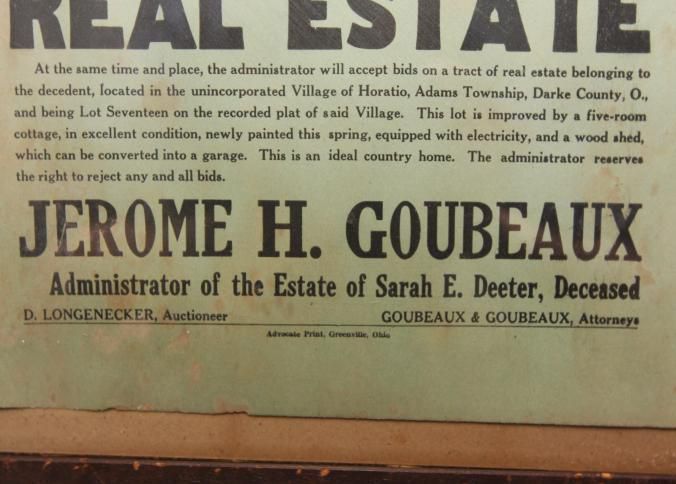 REAL ESTATE
At the same time and place, the administrator will accept bids on a tract of real estate belonging to
the decedent, located in the unincorporated Village of Horatio, Adams Township, Darke County, O.,
and being Lot Seventeen on the recorded plat of said Village. This lot is improved by a five-room
cottage, in excellent condition, newly painted this spring, equipped with electricity, and a wood shed,
which can be converted into a garage. This is an ideal country home. The administrator reserves
the right to reject any and all bids.
JEROME H. GOUBEAUX
Administrator of the Estate of Sarah E. Deeter, Deceased
D. LONGENECKER, Auctioneer GOUBEAUX & GOUBEAUX, Attorneys
Advocate Print, Greenville, Ohio